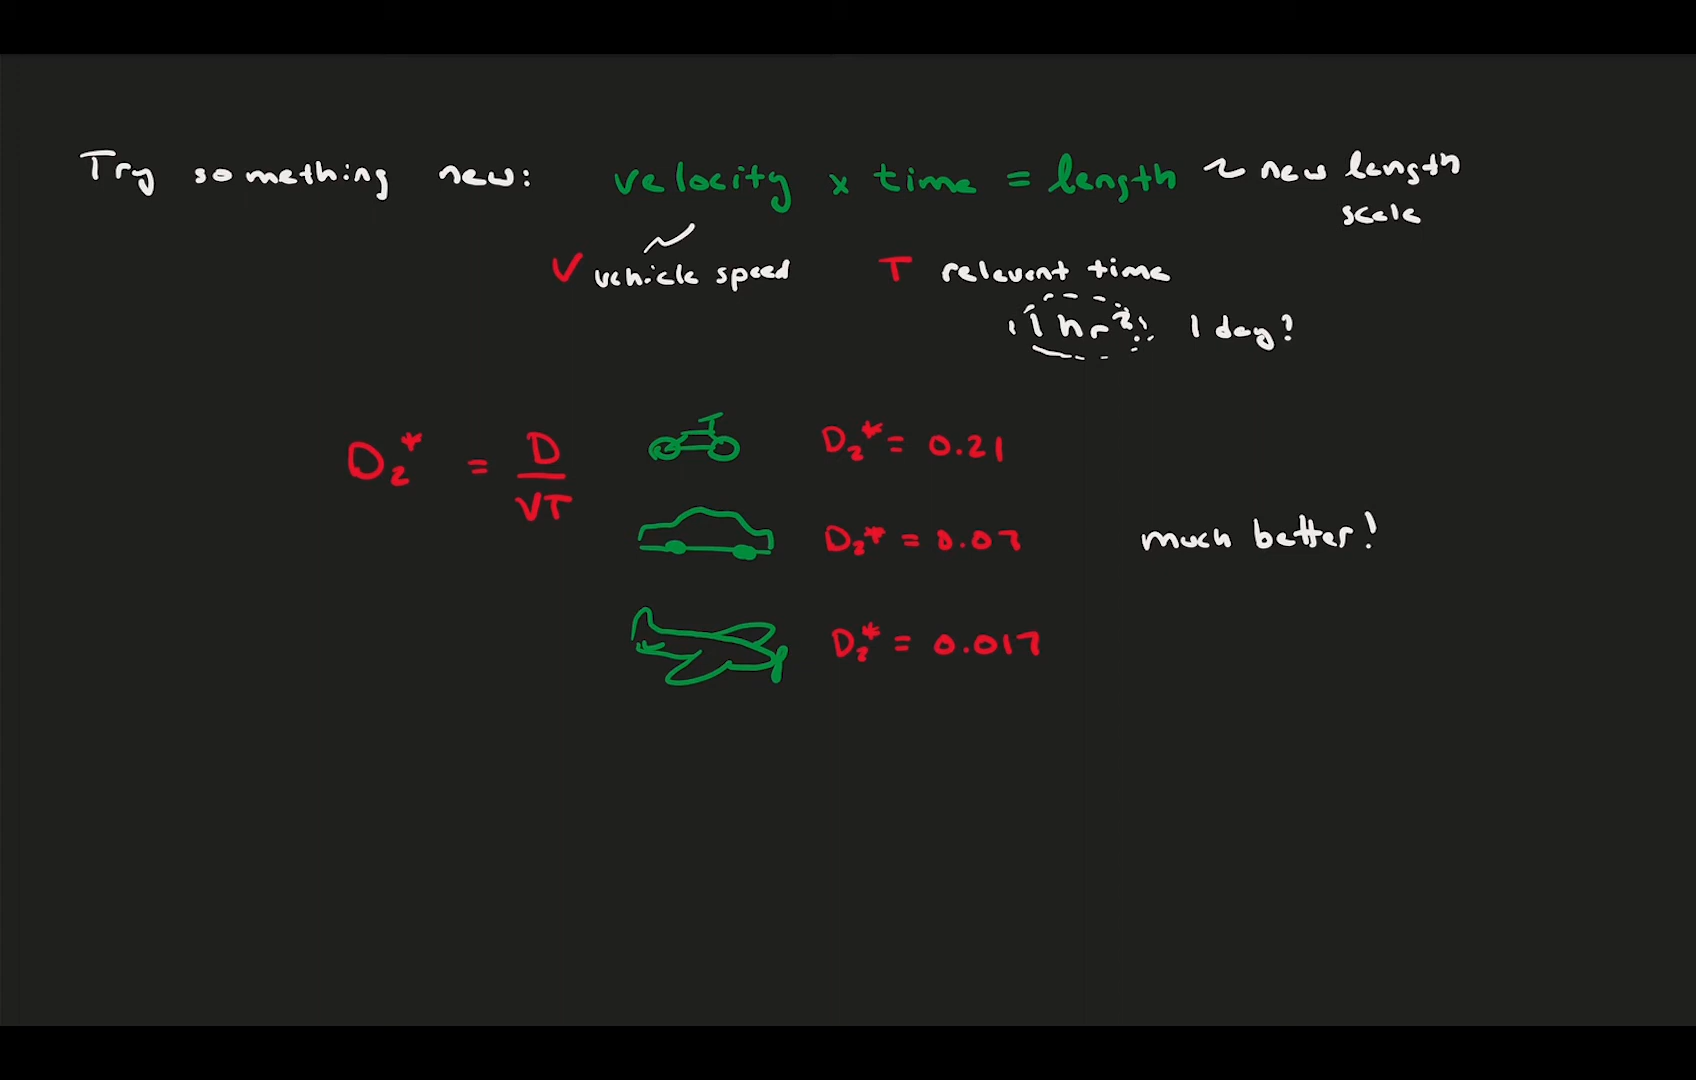 Try something new: velocity x time = length ~ new length
scale
V vehicle speed T relevant time
1 hr? 1 day?
D₂* = D/VT
D₂* = 0.21
D₂* = 0.07
much better!
D₂* = 0.017